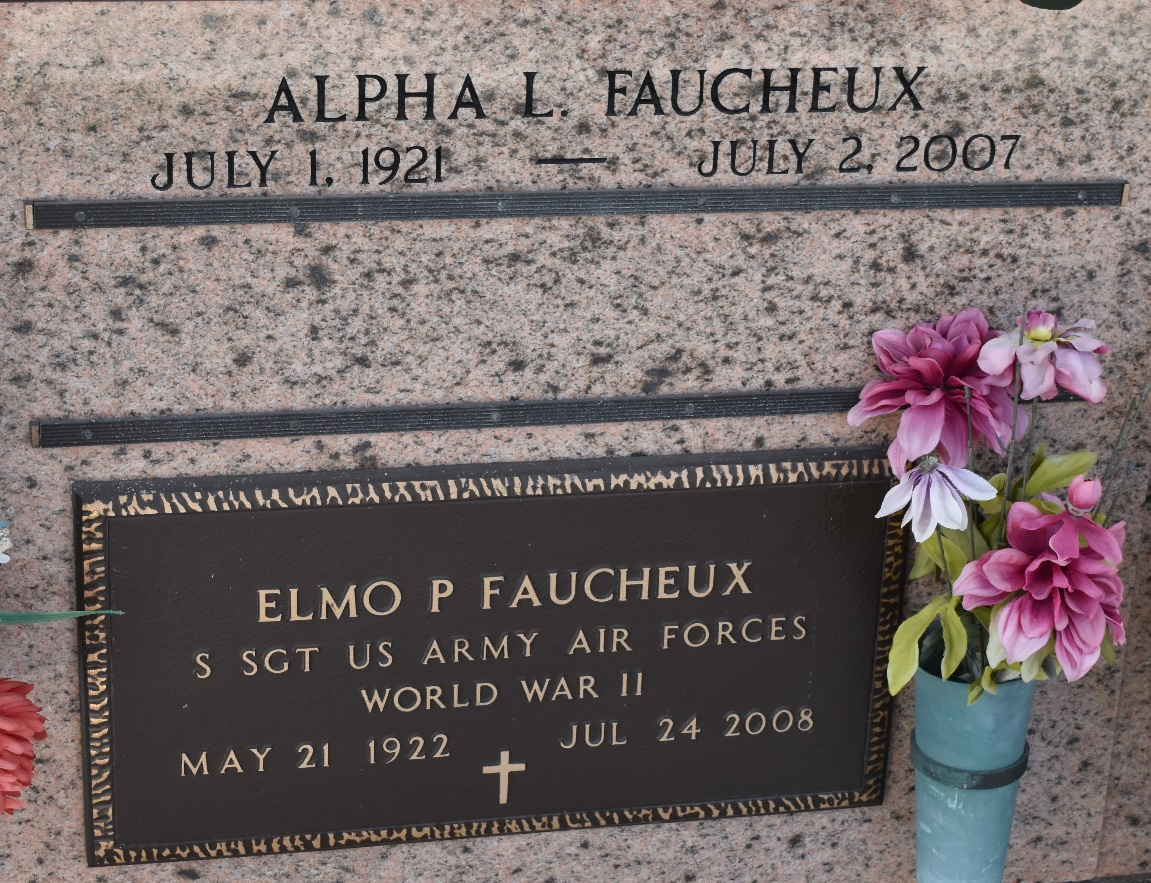 ALPHA L. FAUCHEUX
JULY 1, 1921 — JULY 2, 2007
ELMO P FAUCHEUX
S SGT US ARMY AIR FORCES
WORLD WAR II
MAY 21 1922 JUL 24 2008